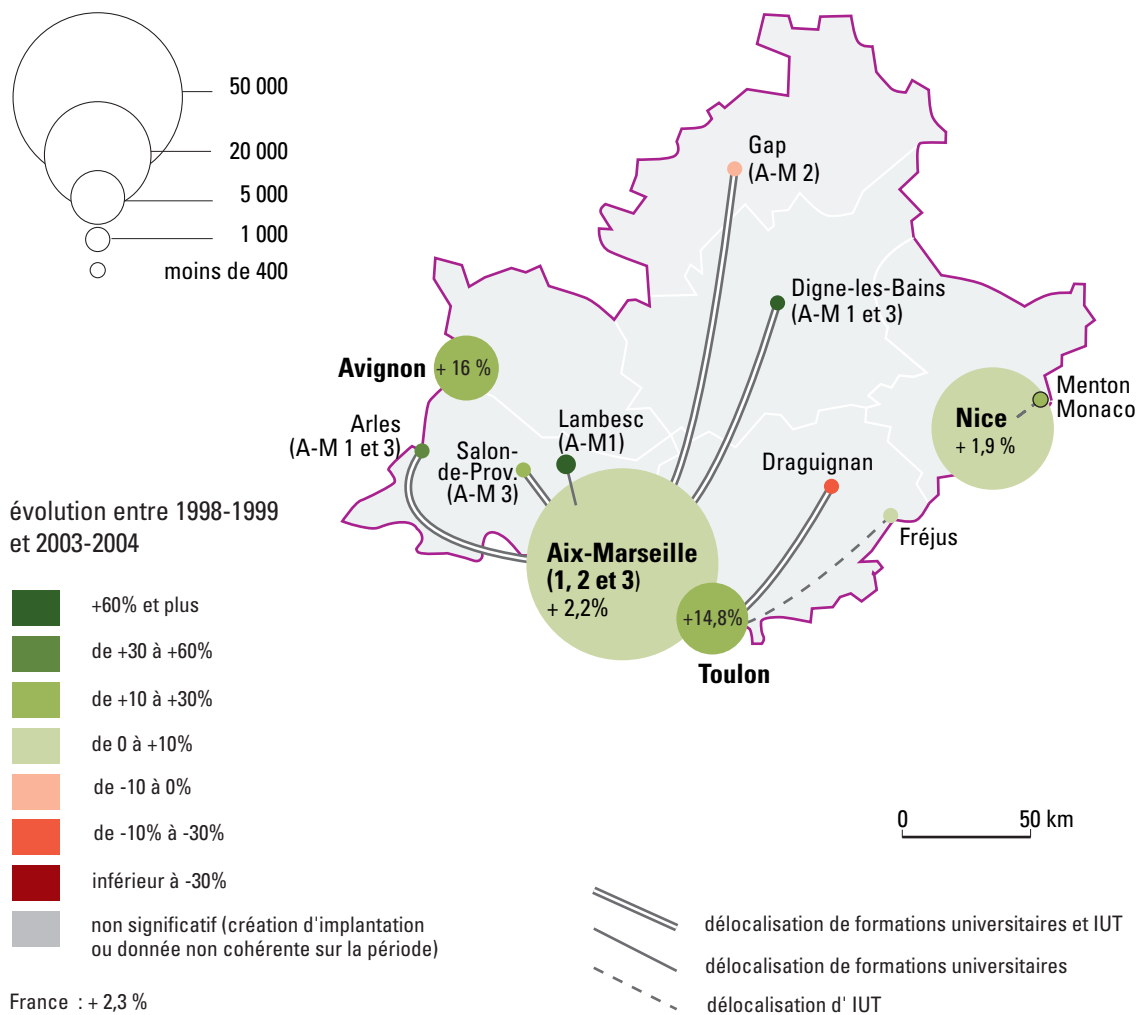 50 000
20 000
5 000
1 000
moins de 400
Gap
(A-M 2)
Digne-les-Bains
(A-M 1 et 3)
Avignon
+ 16 %
Arles
(A-M 1 et 3)
Salon-
de-Prov.
(A-M 3)
Lambesc
(A-M1)
Draguignan
Nice
+ 1,9 %
Menton
Monaco
Fréjus
Aix-Marseille
(1, 2 et 3)
+ 2,2%
+14,8%
Toulon
évolution entre 1998-1999
et 2003-2004
+60% et plus
de +30 à +60%
de +10 à +30%
de 0 à +10%
de -10 à 0%
de -10% à -30%
inférieur à -30%
non significatif (création d'implantation
ou donnée non cohérente sur la période)
France : + 2,3 %
0 50 km
délocalisation de formations universitaires et IUT
délocalisation de formations universitaires
délocalisation d' IUT